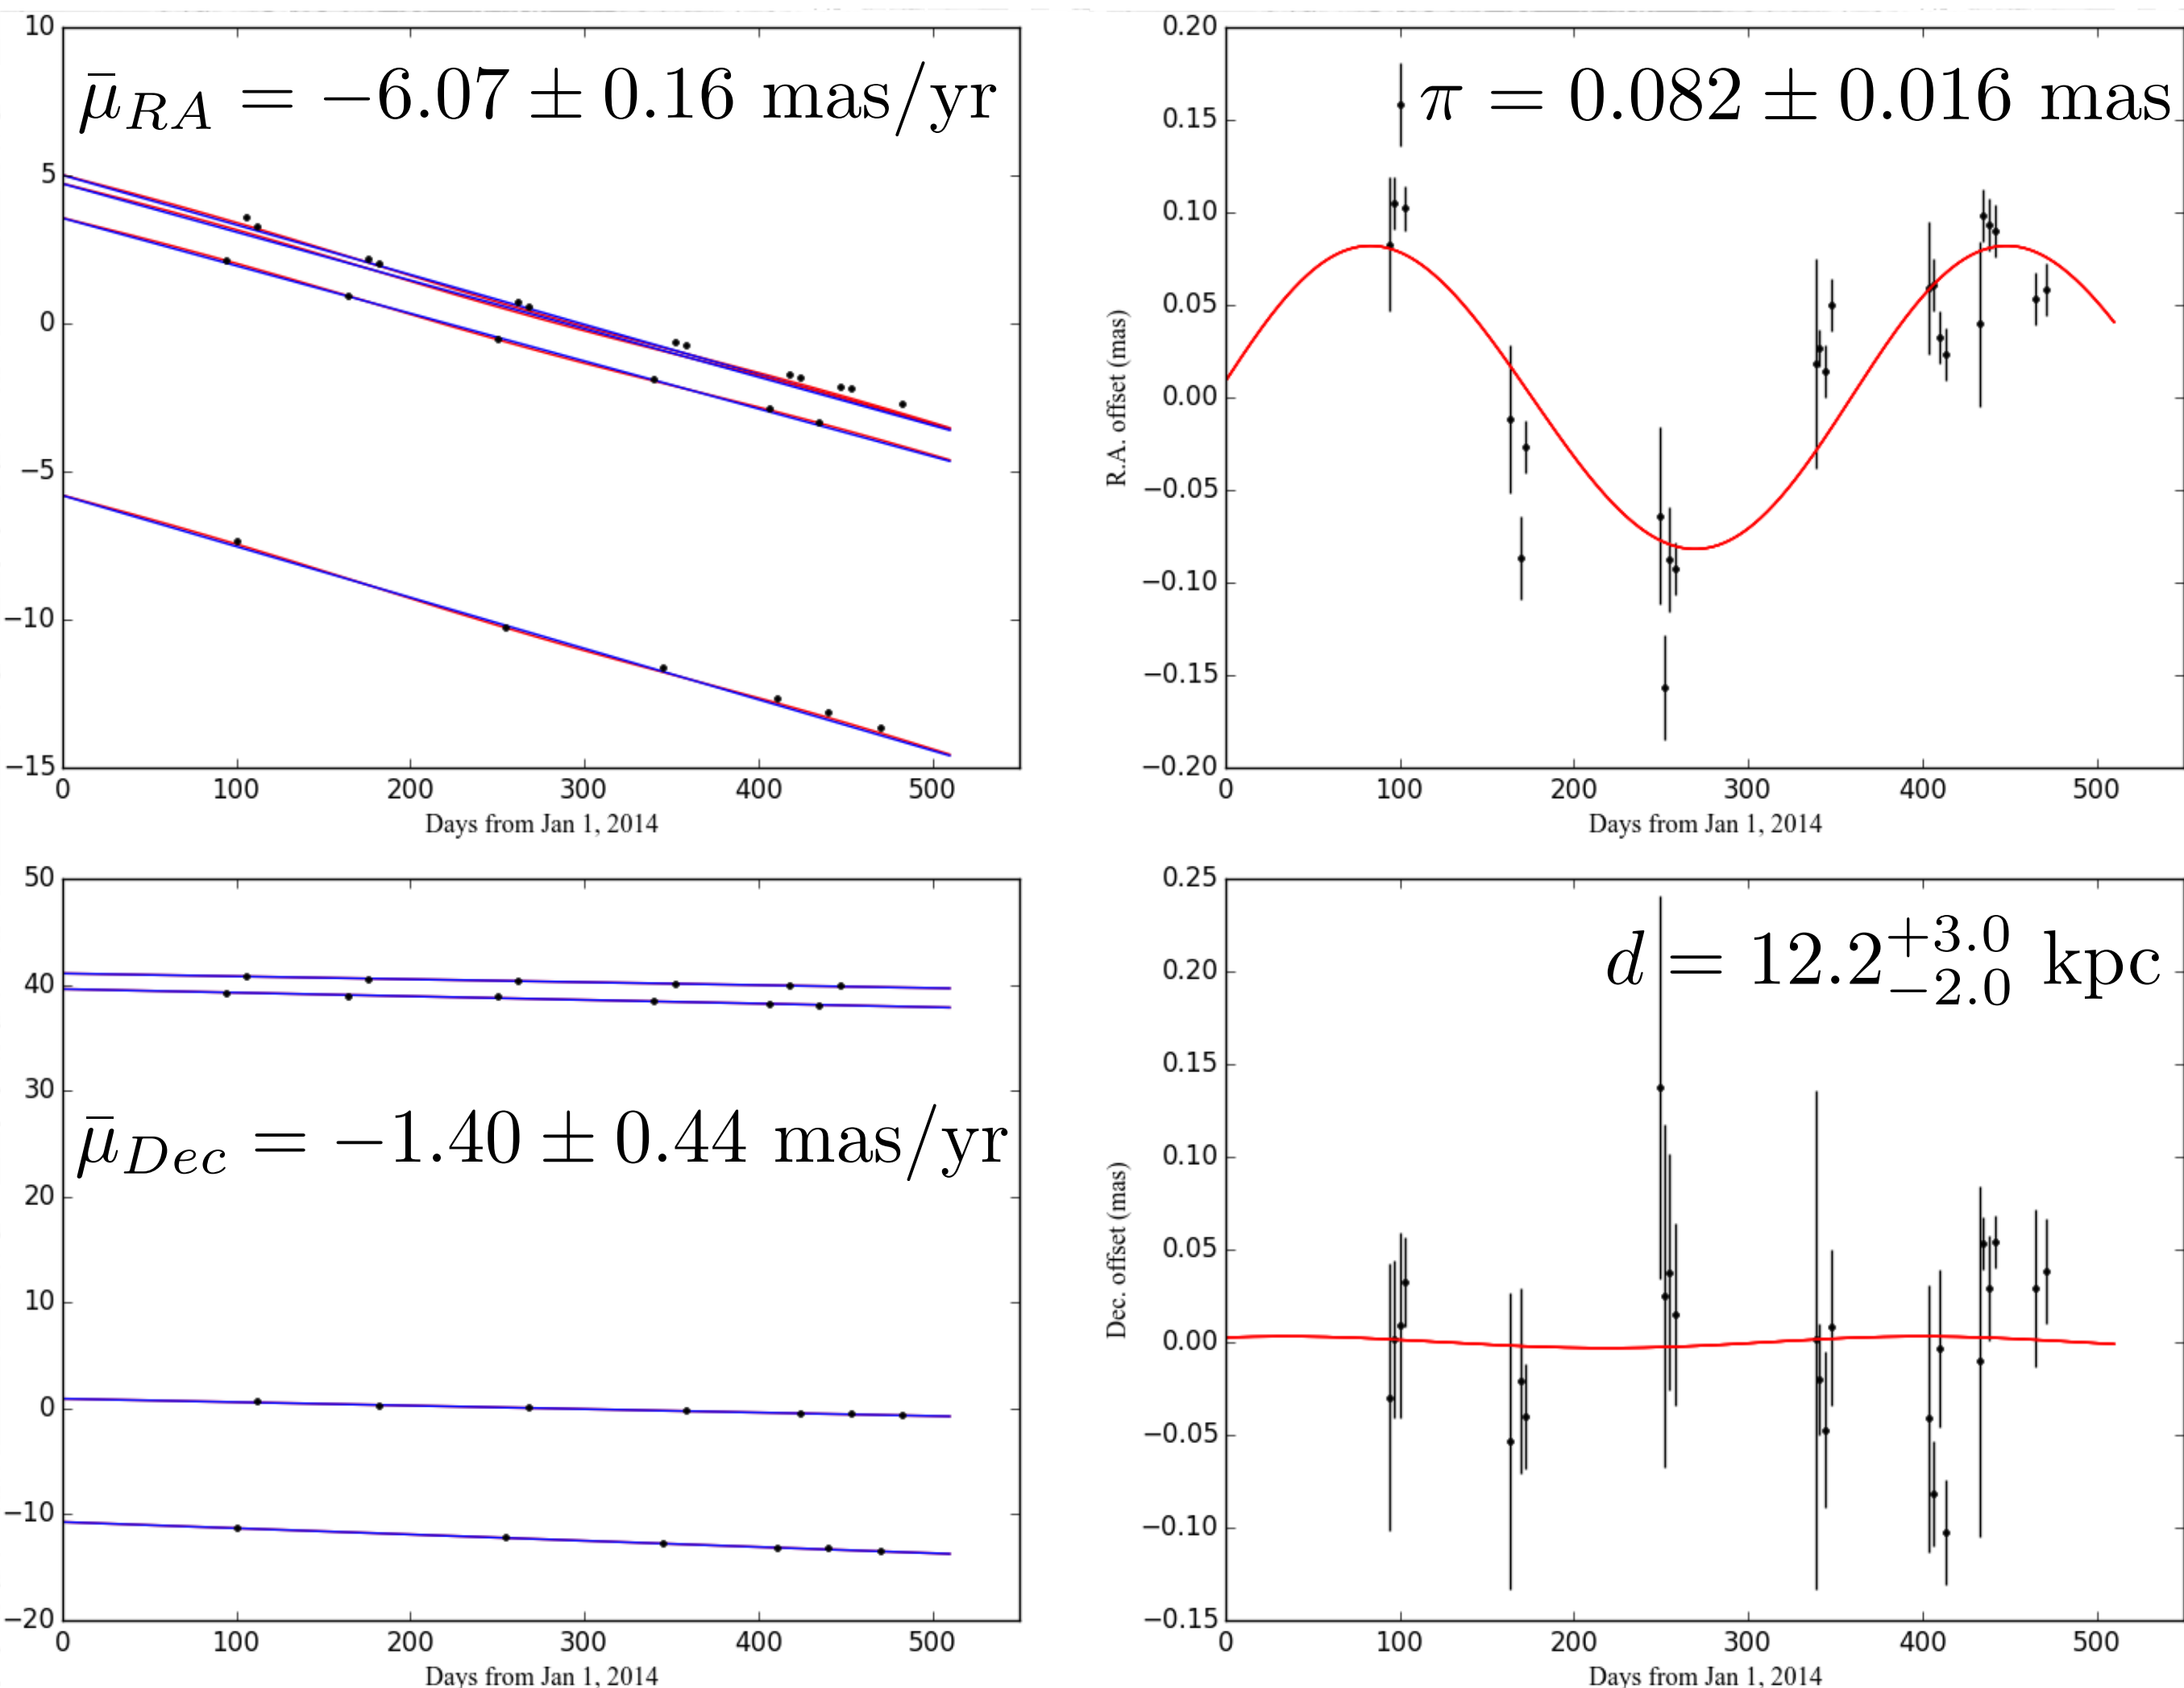 10
5
0
−5
−10
−15
μ̄_RA = −6.07 ± 0.16 mas/yr
0 100 200 300 400 500
Days from Jan 1, 2014
0.20
0.15
0.10
0.05
0.00
−0.05
−0.10
−0.15
−0.20
R.A. offset (mas)
π = 0.082 ± 0.016 mas
0 100 200 300 400 500
Days from Jan 1, 2014
50
40
30
20
10
0
−10
−20
μ̄_Dec = −1.40 ± 0.44 mas/yr
0 100 200 300 400 500
Days from Jan 1, 2014
0.25
0.20
0.15
0.10
0.05
0.00
−0.05
−0.10
−0.15
Dec. offset (mas)
d = 12.2^{+3.0}_{−2.0} kpc
0 100 200 300 400 500
Days from Jan 1, 2014